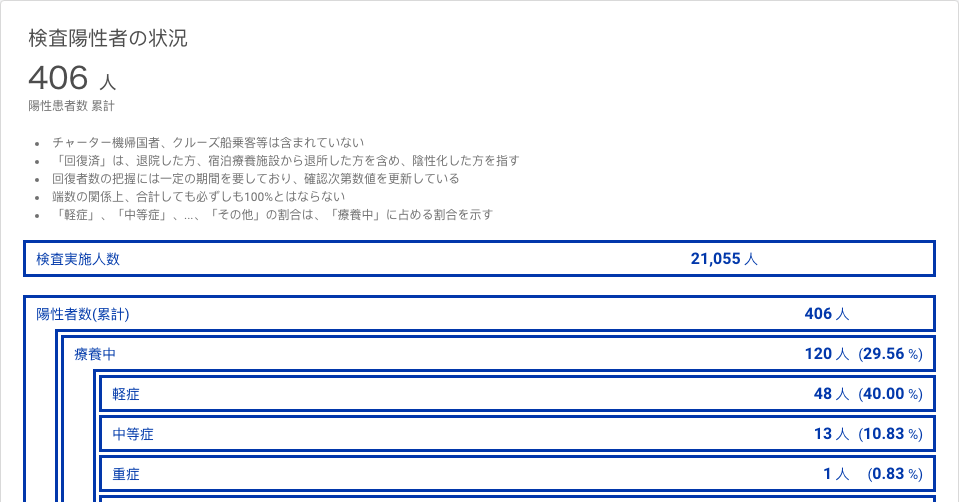 検査陽性者の状況
406 人
陽性患者数 累計
• チャーター機帰国者、クルーズ船乗客等は含まれていない
• 「回復済」は、退院した方、宿泊療養施設から退所した方を含め、陰性化した方を指す
• 回復者数の把握には一定の期間を要しており、確認次第数値を更新している
• 端数の関係上、合計しても必ずしも100%とはならない
• 「軽症」、「中等症」、...、「その他」の割合は、「療養中」に占める割合を示す
検査実施人数 21,055 人
陽性者数(累計) 406 人
療養中 120 人 (29.56 %)
軽症 48 人 (40.00 %)
中等症 13 人 (10.83 %)
重症 1 人 (0.83 %)